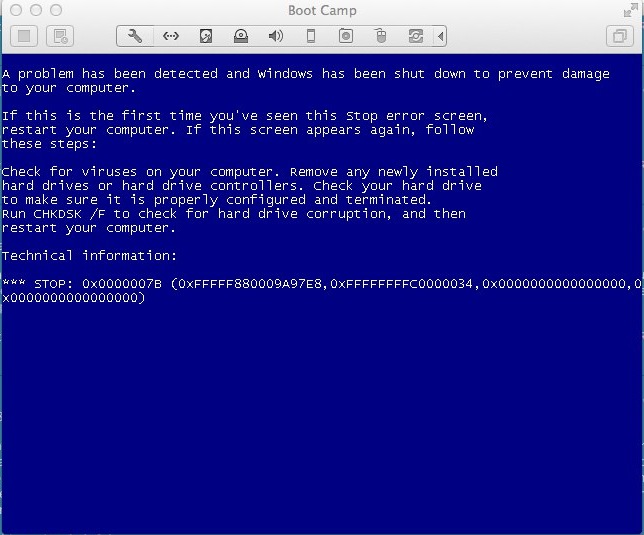 Boot Camp
A problem has been detected and Windows has been shut down to prevent damage
to your computer.
If this is the first time you've seen this Stop error screen,
restart your computer. If this screen appears again, follow
these steps:
Check for viruses on your computer. Remove any newly installed
hard drives or hard drive controllers. Check your hard drive
to make sure it is properly configured and terminated.
Run CHKDSK /F to check for hard drive corruption, and then
restart your computer.
Technical information:
*** STOP: 0x0000007B (0xFFFFF880009A97E8,0xFFFFFFFFC0000034,0x0000000000000000,0
x0000000000000000)